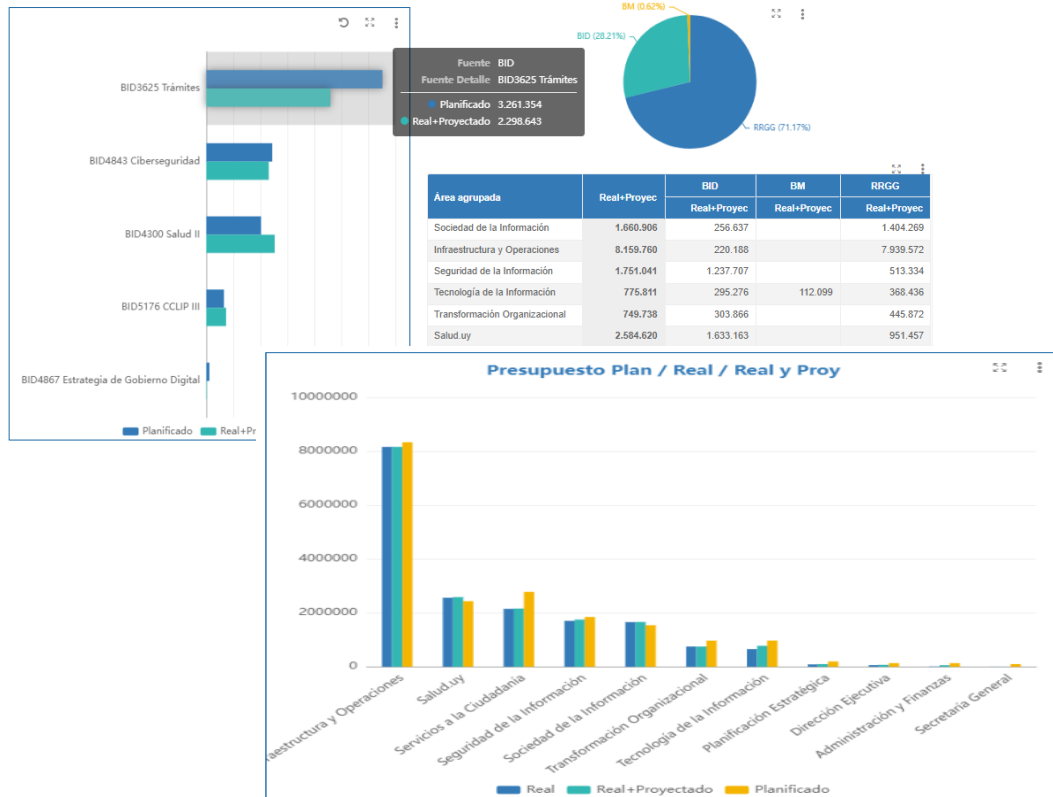 BID3625 Trámites
BID4843 Ciberseguridad
BID4300 Salud II
BID5176 CCLIP III
BID4867 Estrategia de Gobierno Digital
Planificado Real+Pr
Fuente BID
Fuente Detalle BID3625 Trámites
Planificado 3.261.354
Real+Proyectado 2.298.643
BM (0.62%)
BID (28.21%)
RRGG (71.17%)
Área agrupada Real+Proyec BID BM RRGG
Real+Proyec Real+Proyec Real+Proyec
Sociedad de la Información 1.660.906 256.637 1.404.269
Infraestructura y Operaciones 8.159.760 220.188 7.939.572
Seguridad de la Información 1.751.041 1.237.707 513.334
Tecnología de la Información 775.811 295.276 112.099 368.436
Transformación Organizacional 749.738 303.866 445.872
Salud.uy 2.584.620 1.633.163 951.457
Presupuesto Plan / Real / Real y Proy
10000000
8000000
6000000
4000000
2000000
0
raestructura y Operaciones
Salud.uy
Servicios a la Ciudadanía
Seguridad de la Información
Sociedad de la Información
Transformación Organizacional
Tecnología de la Información
Planificación Estratégica
Dirección Ejecutiva
Administración y Finanzas
Secretaría General
Real Real+Proyectado Planificado